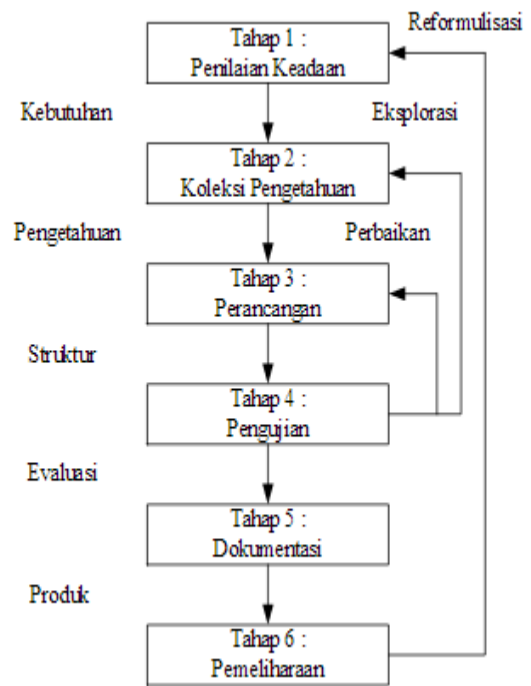 Reformulisasi
Tahap 1 :
Penilaian Keadaan
Kebutuhan
Eksplorasi
Tahap 2 :
Koleksi Pengetahuan
Pengetahuan
Perbaikan
Tahap 3 :
Perancangan
Struktur
Tahap 4 :
Pengujian
Evaluasi
Tahap 5 :
Dokumentasi
Produk
Tahap 6 :
Pemeliharaan